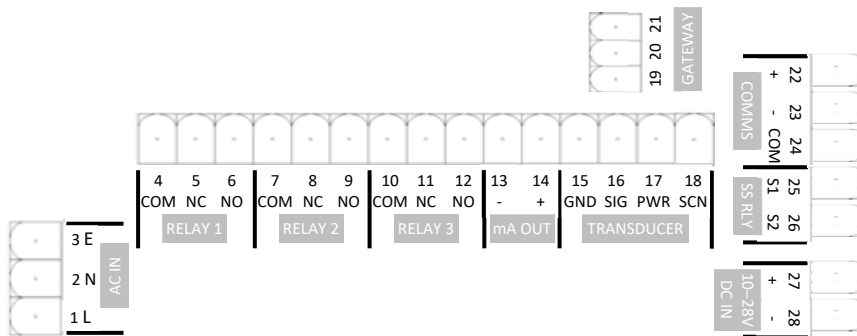 21
20
19
GATEWAY
22 +
23 -
24 COM
COMMS
25 S1
26 S2
SS RLY
27 +
28 -
10–28V
DC IN
4 5 6 7 8 9 10 11 12 13 14 15 16 17 18
COM NC NO COM NC NO COM NC NO - + GND SIG PWR SCN
RELAY 1 RELAY 2 RELAY 3 mA OUT TRANSDUCER
3 E
2 N
1 L
AC IN